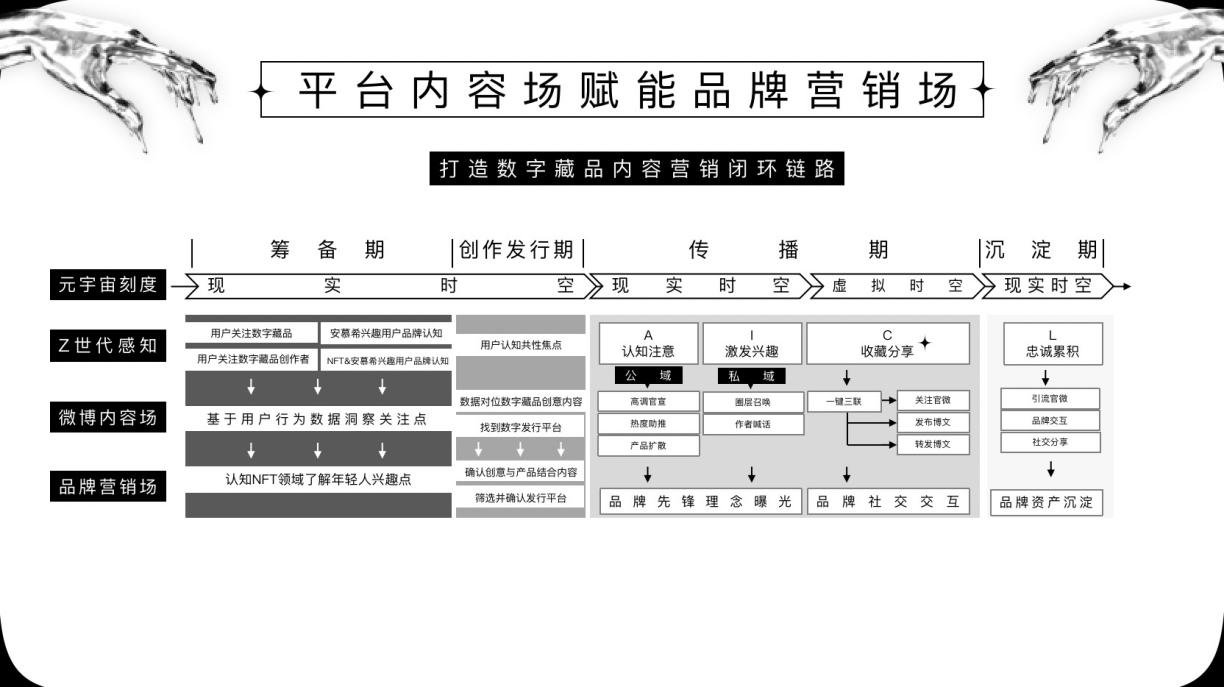 平台内容场赋能品牌营销场
打造数字藏品内容营销闭环链路
筹备期 创作发行期 传播期 沉淀期
元宇宙刻度 现实时空 现实时空 虚拟时空 现实时空
Z世代感知
用户关注数字藏品 安慕希兴趣用户品牌认知
用户关注数字藏品创作者 NFT&安慕希兴趣用户品牌认知
用户认知共性焦点
A
认知注意
I
激发兴趣
C
收藏分享
L
忠诚累积
微博内容场
基于用户行为数据洞察关注点
数据对位数字藏品创意内容
找到数字发行平台
公域
高调官宣
热度助推
产品扩散
私域
圈层召唤
作者喊话
一键三联
关注官微
发布博文
转发博文
引流官微
品牌交互
社交分享
品牌营销场
认知NFT领域了解年轻人兴趣点
确认创意与产品结合内容
筛选并确认发行平台
品牌先锋理念曝光
品牌社交交互
品牌资产沉淀